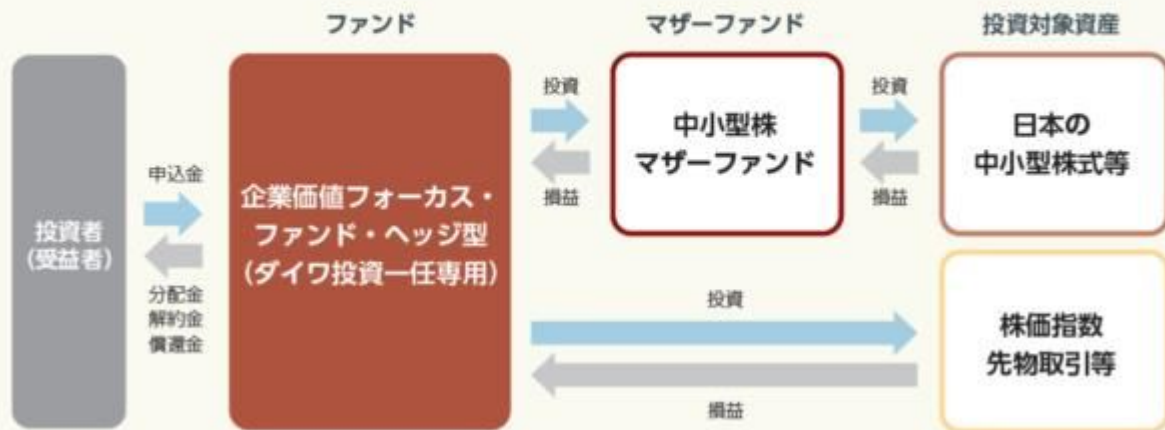 ファンド
マザーファンド
投資対象資産
投資者
(受益者)
申込金
分配金
解約金
償還金
企業価値フォーカス・
ファンド・ヘッジ型
(ダイワ投資一任専用)
投資
損益
中小型株
マザーファンド
投資
損益
日本の
中小型株式等
投資
損益
株価指数
先物取引等